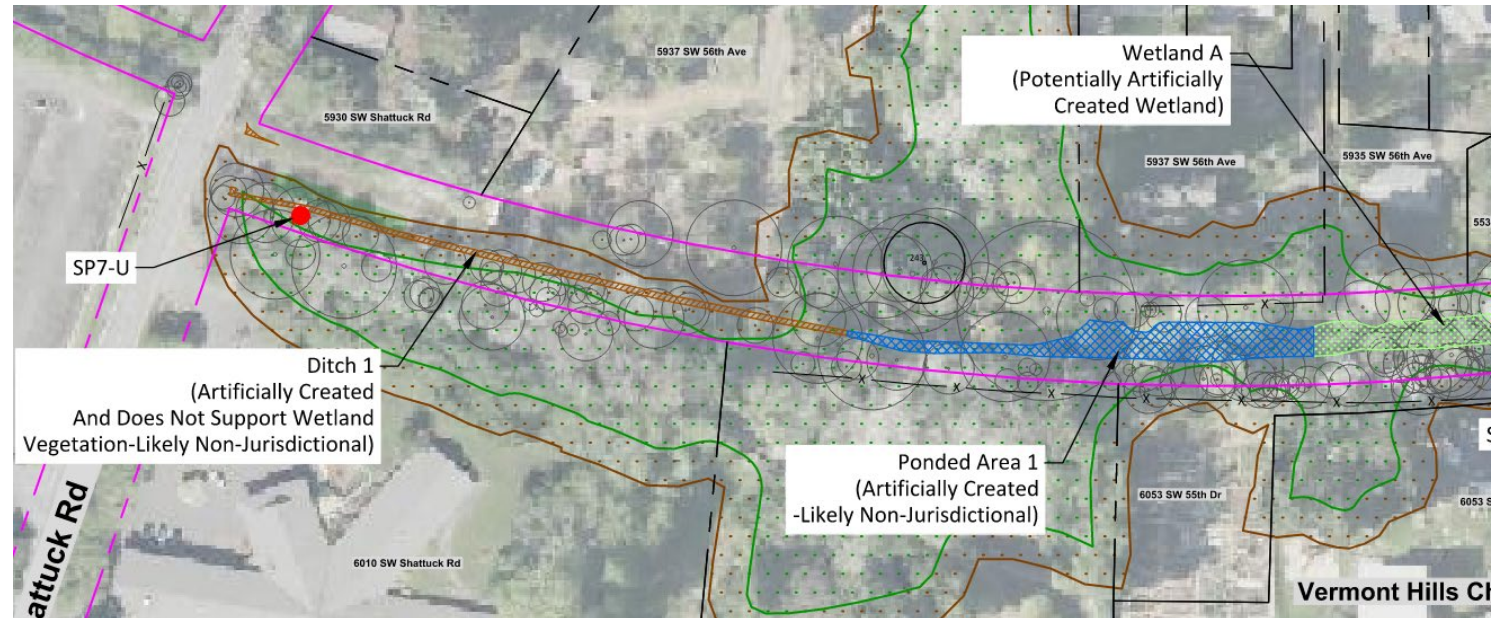 5937 SW 56th Ave
Wetland A
(Potentially Artificially
Created Wetland)
5930 SW Shattuck Rd
5937 SW 56th Ave
5935 SW 56th Ave
553
x
SP7-U
243
x
x
Ditch 1
(Artificially Created
And Does Not Support Wetland
Vegetation-Likely Non-Jurisdictional)
x
x
x
x
x
S
Ponded Area 1
(Artificially Created
-Likely Non-Jurisdictional)
6053 SW 55th Dr
6053 S
attuck Rd
6010 SW Shattuck Rd
Vermont Hills Ch